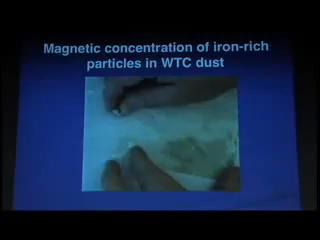 Magnetic concentration of iron-rich
particles in WTC dust